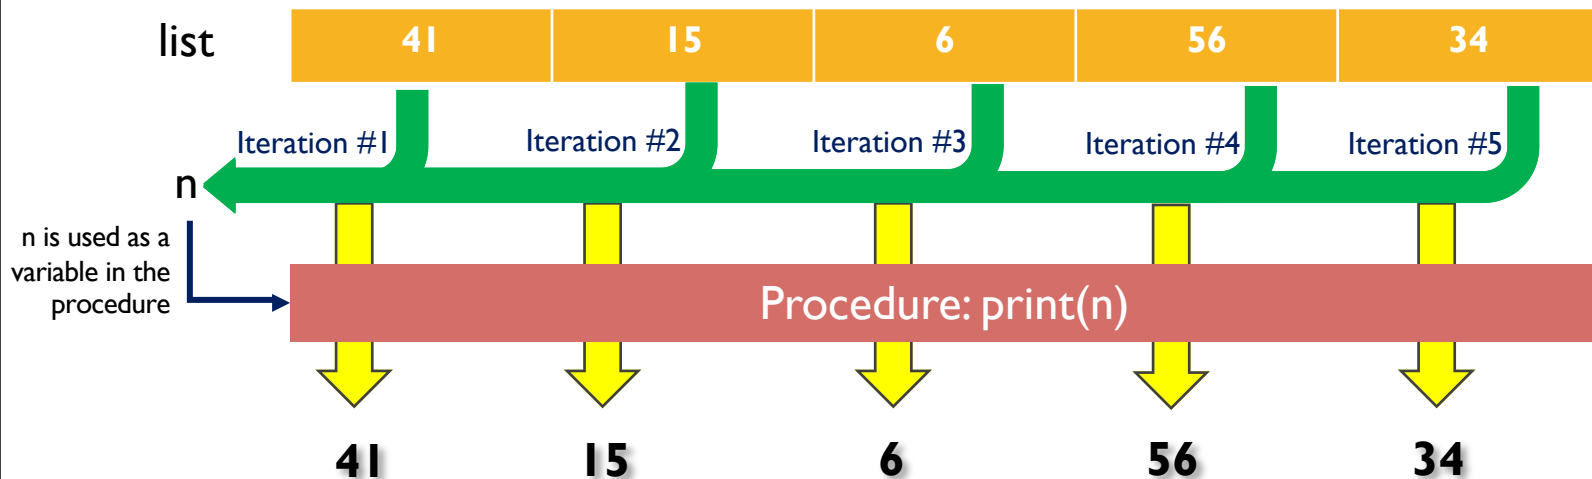 list 41 15 6 56 34
Iteration #1 Iteration #2 Iteration #3 Iteration #4 Iteration #5
n
n is used as a
variable in the
procedure
Procedure: print(n)
41 15 6 56 34